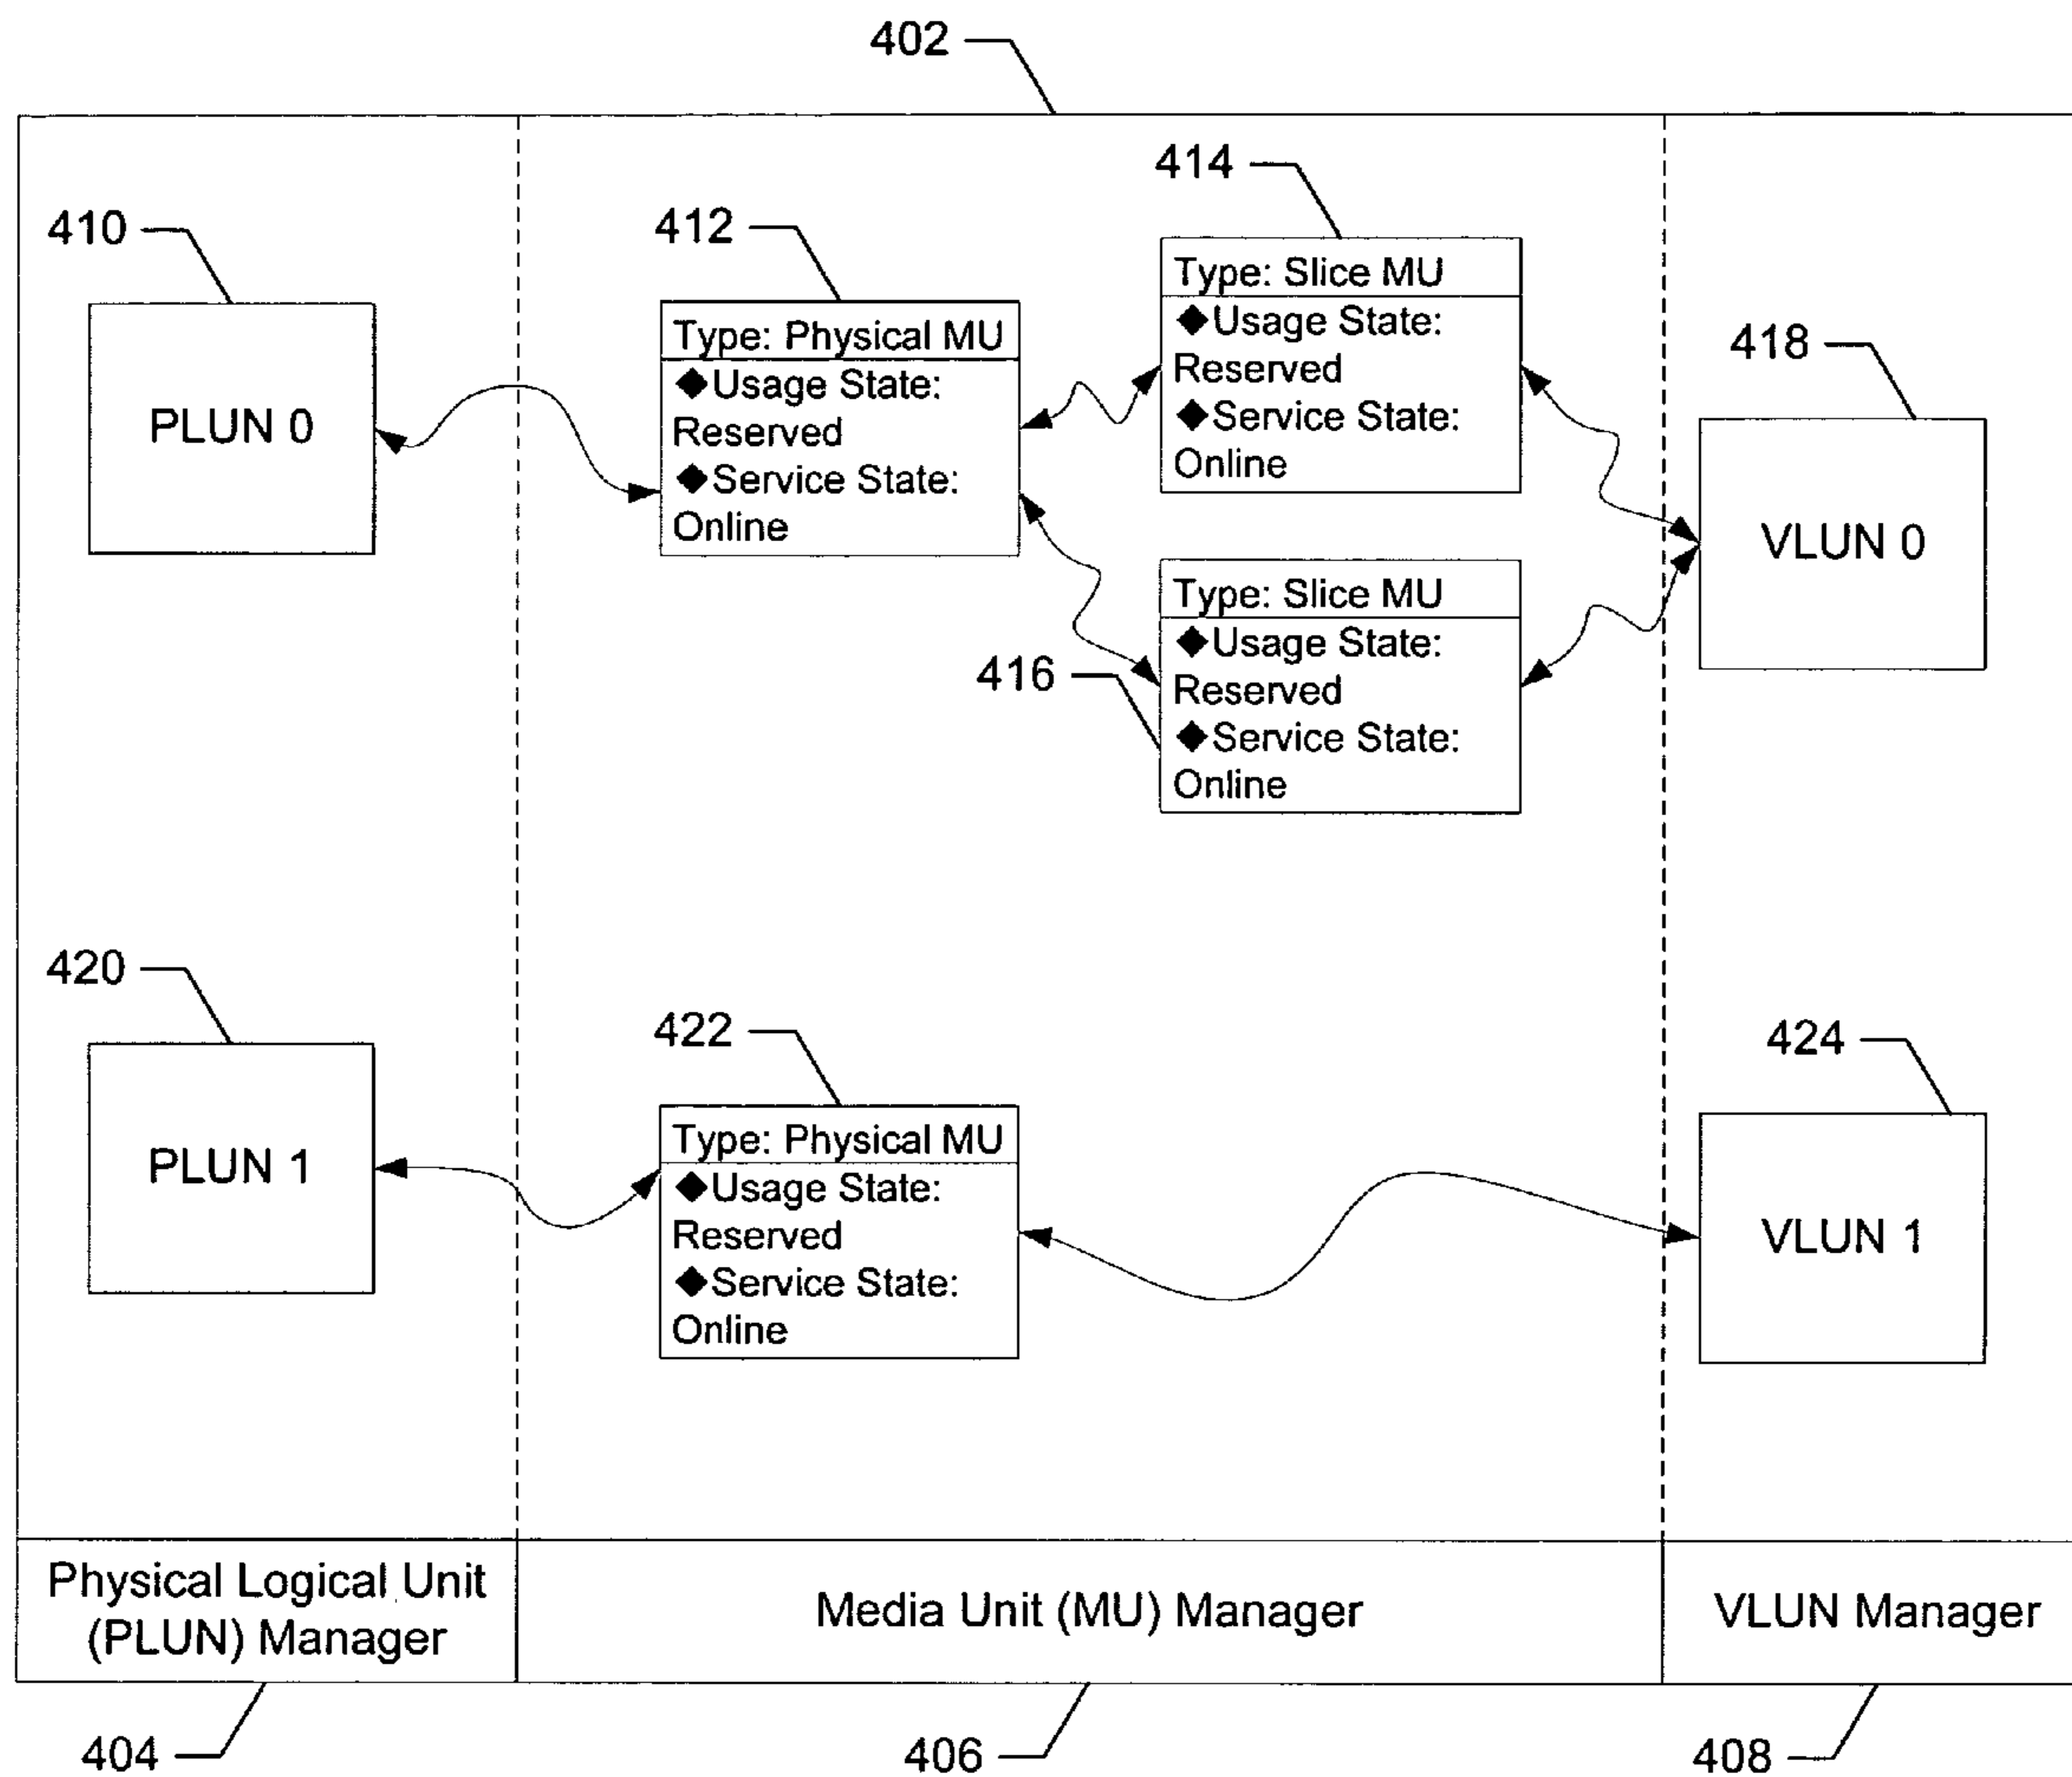 402
414
410
412
Type: Slice MU
◆Usage State:
Reserved
◆Service State:
Online
418
Type: Physical MU
◆Usage State:
Reserved
◆Service State:
Online
PLUN 0
VLUN 0
Type: Slice MU
◆Usage State:
Reserved
◆Service State:
Online
416
420
422
424
PLUN 1
Type: Physical MU
◆Usage State:
Reserved
◆Service State:
Online
VLUN 1
Physical Logical Unit
(PLUN) Manager
Media Unit (MU) Manager
VLUN Manager
404
406
408